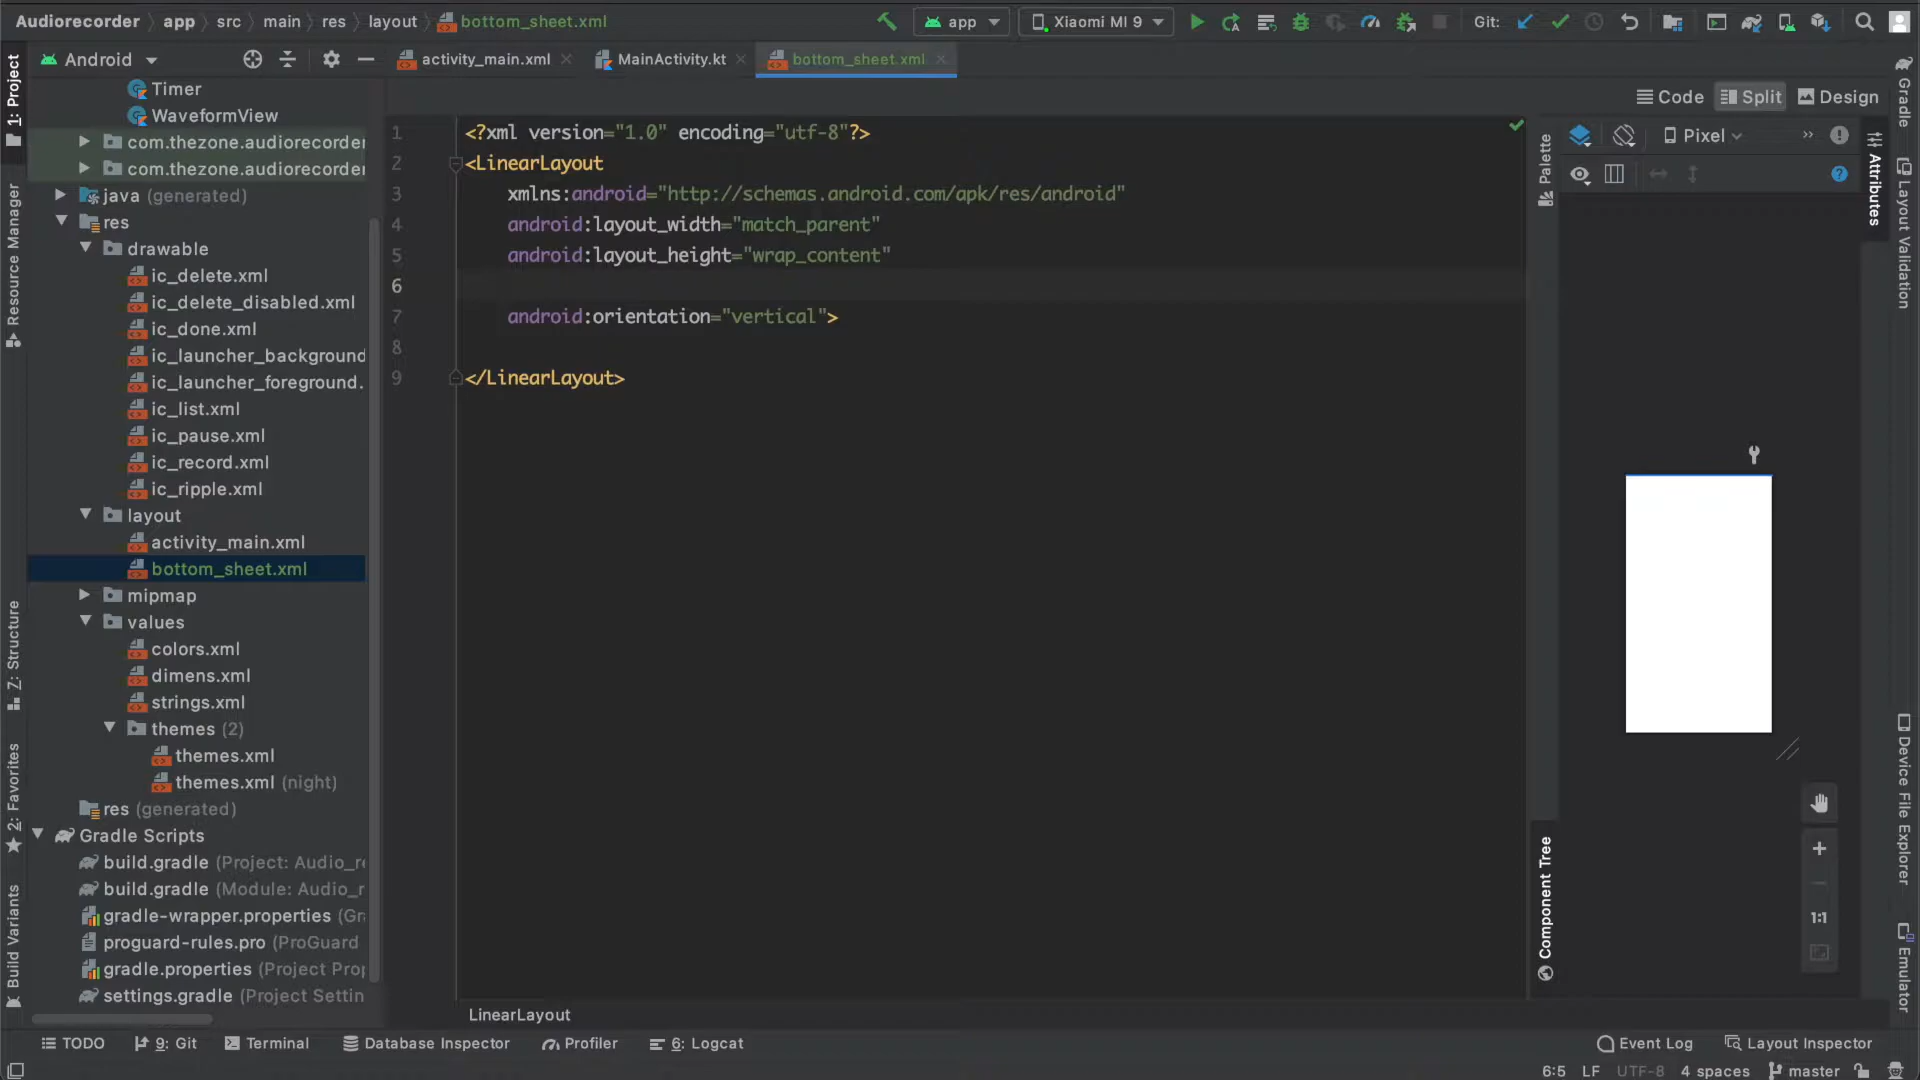 Audiorecorder app src main res layout bottom_sheet.xml app Xiaomi MI 9 Git:
Android activity_main.xml MainActivity.kt bottom_sheet.xml
Code Split Design
Timer
WaveformView
com.thezone.audiorecorder
com.thezone.audiorecorder
java (generated)
res
drawable
ic_delete.xml
ic_delete_disabled.xml
ic_done.xml
ic_launcher_background
ic_launcher_foreground.
ic_list.xml
ic_pause.xml
ic_record.xml
ic_ripple.xml
layout
activity_main.xml
bottom_sheet.xml
mipmap
values
colors.xml
dimens.xml
strings.xml
themes (2)
themes.xml
themes.xml (night)
res (generated)
Gradle Scripts
build.gradle (Project: Audio_re
build.gradle (Module: Audio_r
gradle-wrapper.properties (Gr
proguard-rules.pro (ProGuard
gradle.properties (Project Prop
settings.gradle (Project Settin
1 <?xml version="1.0" encoding="utf-8"?>
2 <LinearLayout
3 xmlns:android="http://schemas.android.com/apk/res/android"
4 android:layout_width="match_parent"
5 android:layout_height="wrap_content"
6
7 android:orientation="vertical">
8
9 </LinearLayout>
LinearLayout
Pixel
1:1
1: Project
Resource Manager
Z: Structure
2: Favorites
Build Variants
Palette
Component Tree
Attributes
Gradle
Layout Validation
Device File Explorer
Emulator
TODO 9: Git Terminal Database Inspector Profiler 6: Logcat Event Log Layout Inspector
6:5 LF UTF-8 4 spaces master